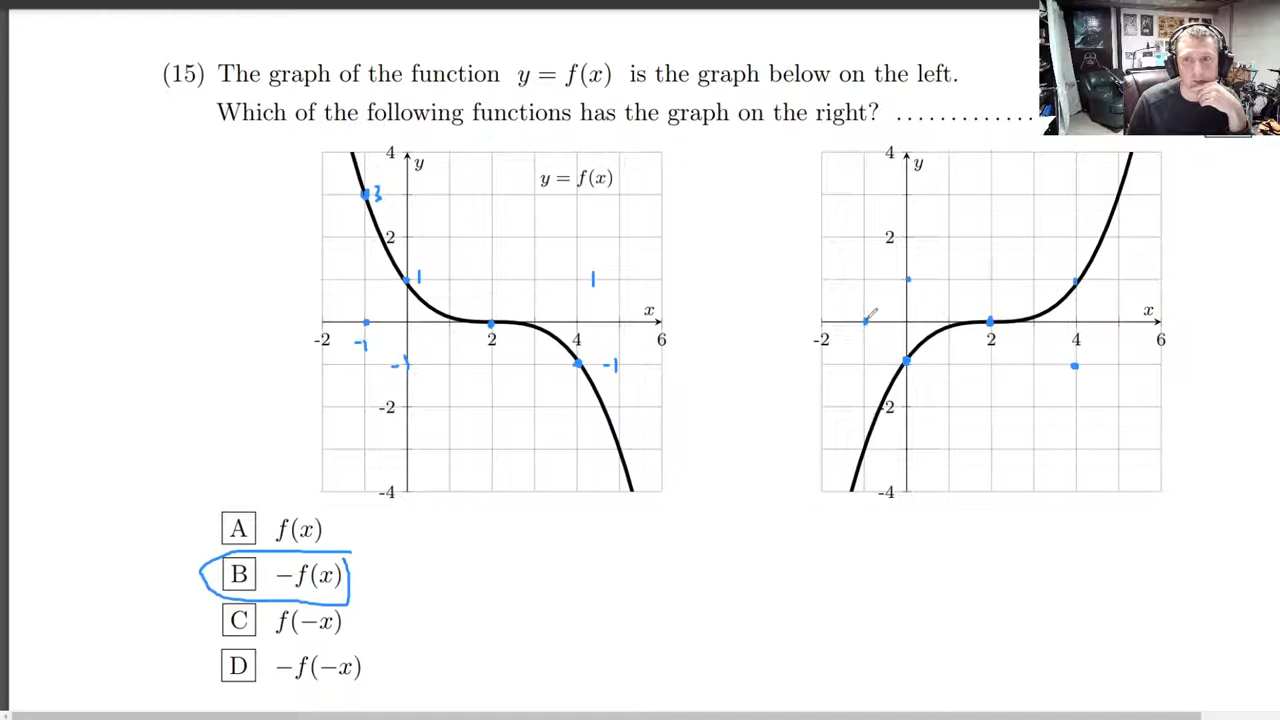 (15) The graph of the function y = f(x) is the graph below on the left.
Which of the following functions has the graph on the right? .............
4 y
y = f(x)
3
2
1
1
x
-2 2 4 6
-1
-1 -1
-2
-4
4 y
2
x
-2 2 4 6
-2
-4
A f(x)
B −f(x)
C f(−x)
D −f(−x)